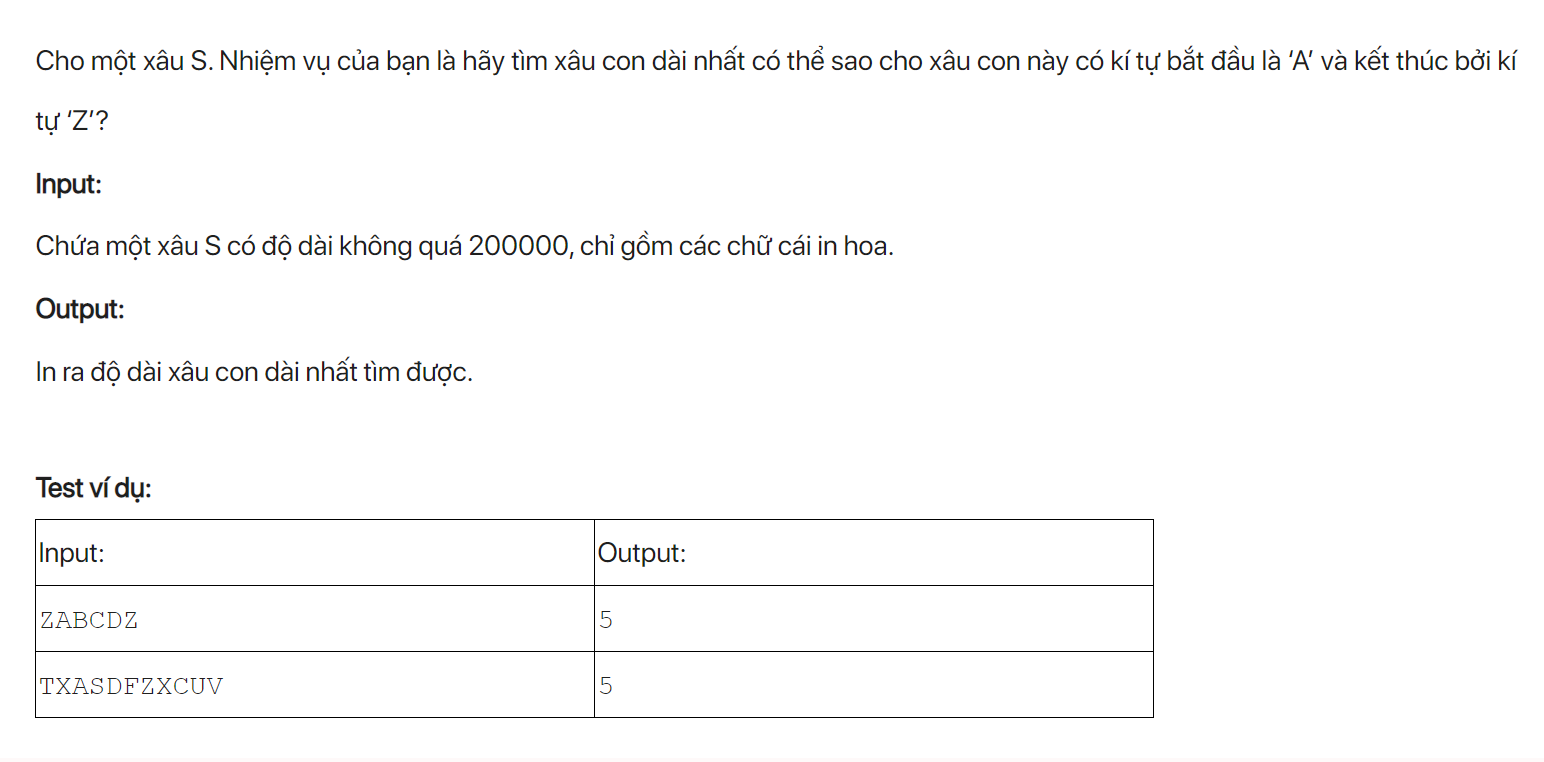 Cho một xâu S. Nhiệm vụ của bạn là hãy tìm xâu con dài nhất có thể sao cho xâu con này có kí tự bắt đầu là ‘A’ và kết thúc bởi kí
tự ‘Z’?
Input:
Chứa một xâu S có độ dài không quá 200000, chỉ gồm các chữ cái in hoa.
Output:
In ra độ dài xâu con dài nhất tìm được.
Test ví dụ:
Input: Output:
ZABCDZ 5
TXASDFZXCUV 5